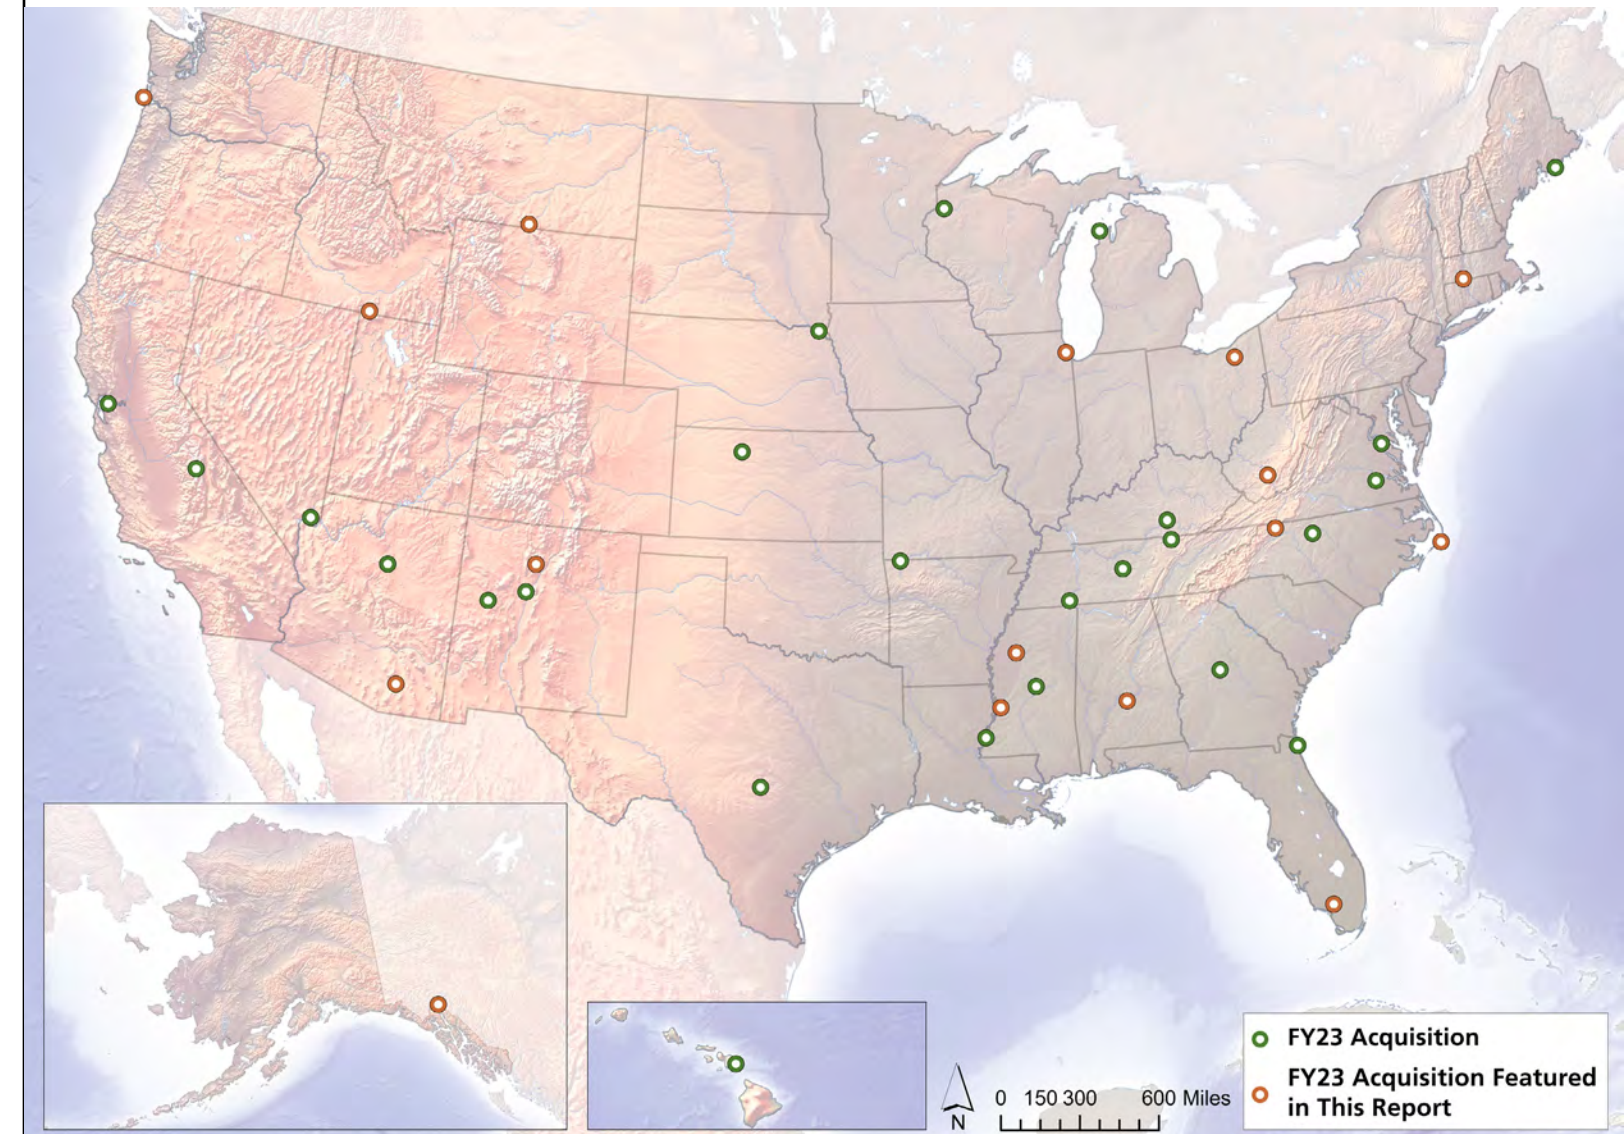 FY23 Acquisition
FY23 Acquisition Featured
in This Report
0 150 300 600 Miles
N